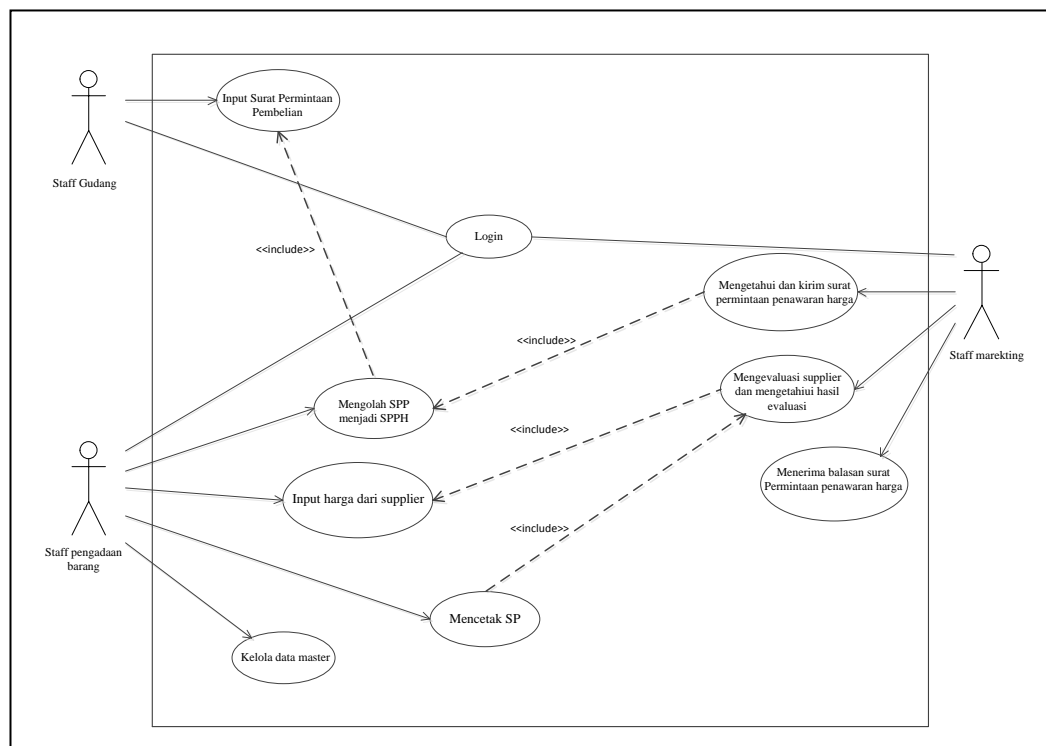 Input Surat Permintaan
Pembelian
Staff Gudang
Login
<<include>>
Mengetahui dan kirim surat
permintaan penawaran harga
Staff marekting
<<include>>
Mengolah SPP
menjadi SPPH
Mengevaluasi supplier
dan mengetahiui hasil
evaluasi
<<include>>
Menerima balasan surat
Permintaan penawaran harga
Input harga dari supplier
<<include>>
Staff pengadaan
barang
Mencetak SP
Kelola data master